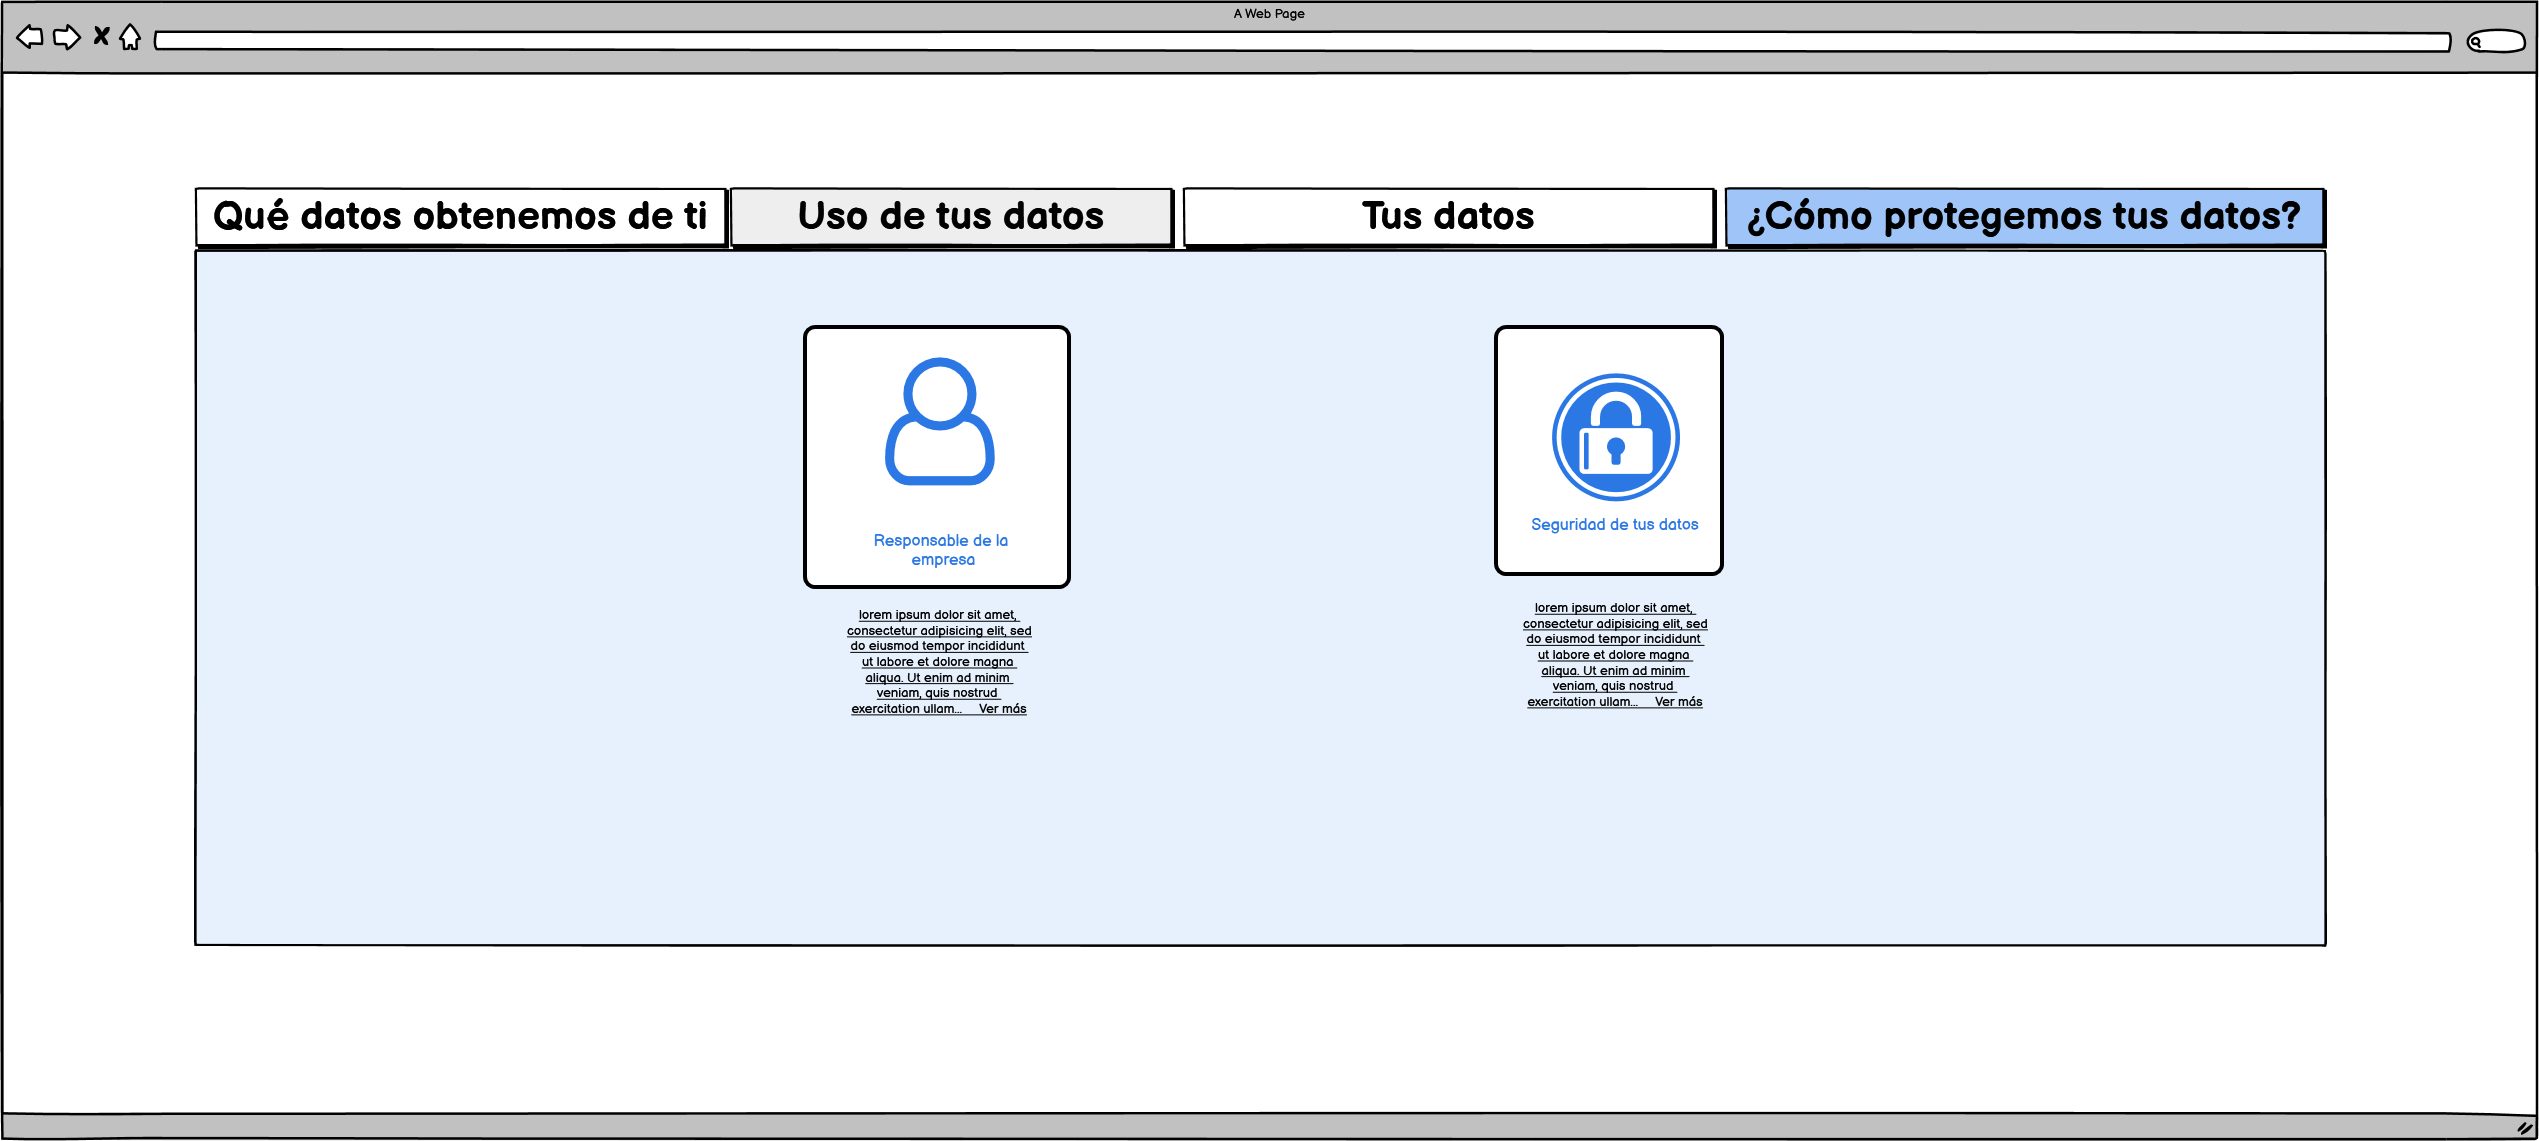 A Web Page
Qué datos obtenemos de ti
Uso de tus datos
Tus datos
¿Cómo protegemos tus datos?
Responsable de la
empresa
lorem ipsum dolor sit amet,
consectetur adipisicing elit, sed
do eiusmod tempor incididunt
ut labore et dolore magna
aliqua. Ut enim ad minim
veniam, quis nostrud
exercitation ullam... Ver más
Seguridad de tus datos
lorem ipsum dolor sit amet,
consectetur adipisicing elit, sed
do eiusmod tempor incididunt
ut labore et dolore magna
aliqua. Ut enim ad minim
veniam, quis nostrud
exercitation ullam... Ver más